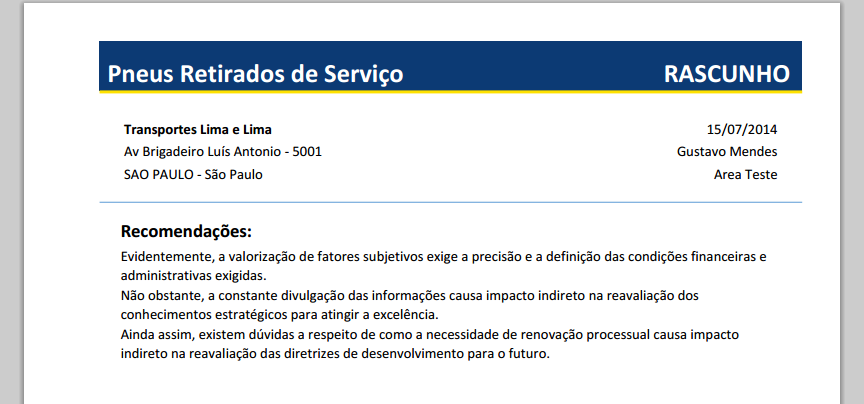 Pneus Retirados de Serviço RASCUNHO
Transportes Lima e Lima 15/07/2014
Av Brigadeiro Luís Antonio - 5001 Gustavo Mendes
SAO PAULO - São Paulo Area Teste
Recomendações:
Evidentemente, a valorização de fatores subjetivos exige a precisão e a definição das condições financeiras e
administrativas exigidas.
Não obstante, a constante divulgação das informações causa impacto indireto na reavaliação dos
conhecimentos estratégicos para atingir a excelência.
Ainda assim, existem dúvidas a respeito de como a necessidade de renovação processual causa impacto
indireto na reavaliação das diretrizes de desenvolvimento para o futuro.